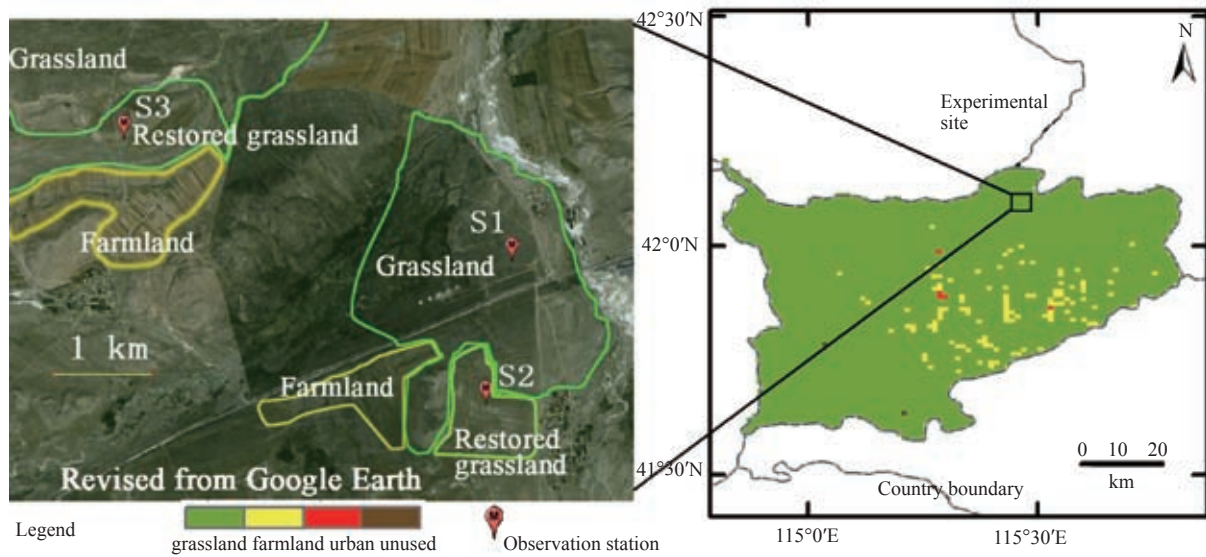 Grassland
S3
Restored grassland
Farmland
S1
Grassland
1 km
Farmland
S2
Restored
grassland
Revised from Google Earth
Legend
grassland farmland urban unused
Observation station
42°30′N
42°0′N
41°30′N
N
Experimental
site
0 10 20
km
Country boundary
115°0′E
115°30′E